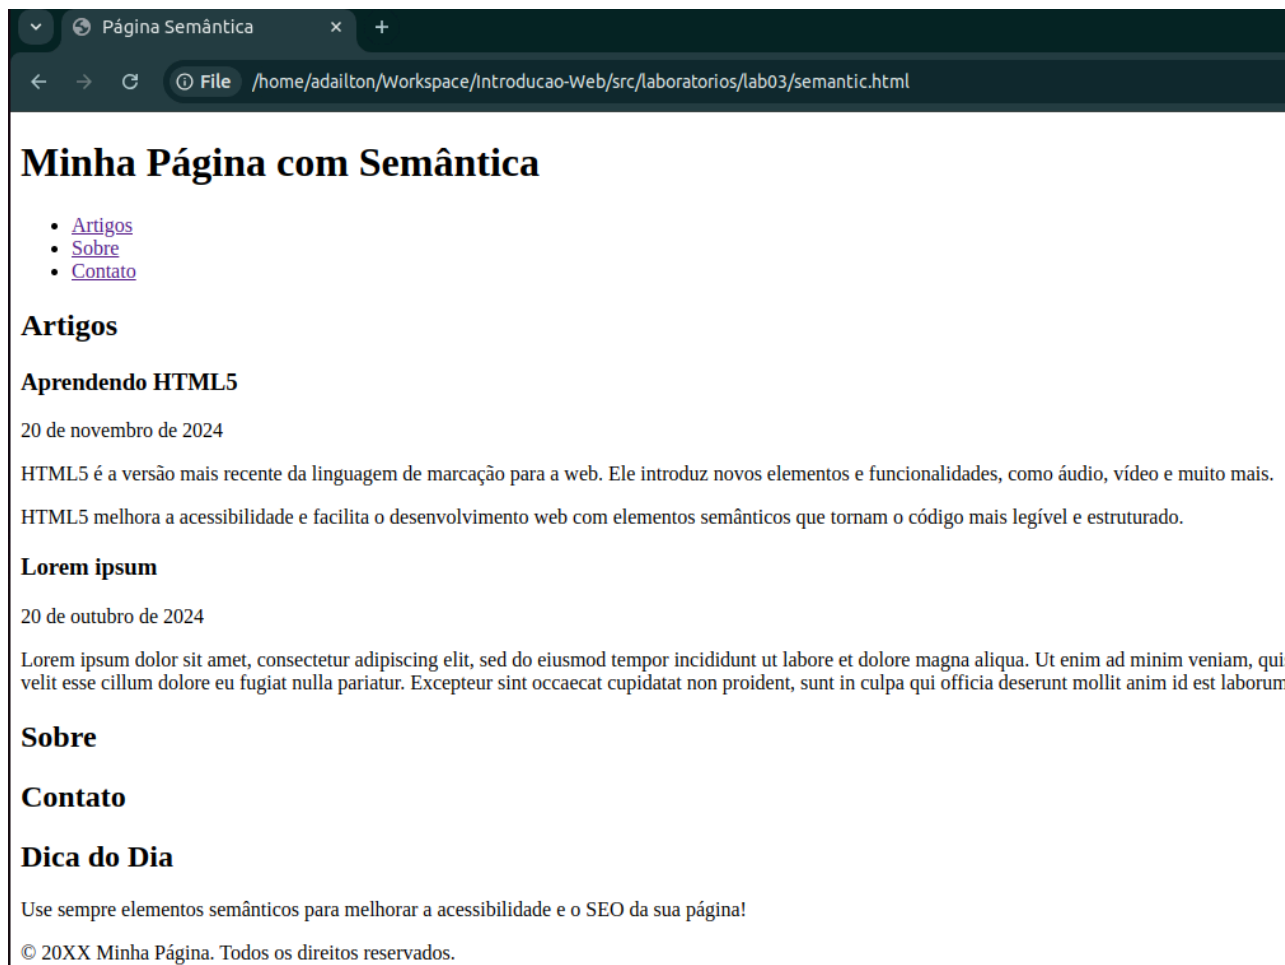 Página Semântica
File /home/adailton/Workspace/Introducao-Web/src/laboratorios/lab03/semantic.html
Minha Página com Semântica
Artigos
Sobre
Contato
Artigos
Aprendendo HTML5
20 de novembro de 2024
HTML5 é a versão mais recente da linguagem de marcação para a web. Ele introduz novos elementos e funcionalidades, como áudio, vídeo e muito mais.
HTML5 melhora a acessibilidade e facilita o desenvolvimento web com elementos semânticos que tornam o código mais legível e estruturado.
Lorem ipsum
20 de outubro de 2024
Lorem ipsum dolor sit amet, consectetur adipiscing elit, sed do eiusmod tempor incididunt ut labore et dolore magna aliqua. Ut enim ad minim veniam,
velit esse cillum dolore eu fugiat nulla pariatur. Excepteur sint occaecat cupidatat non proident, sunt in culpa qui officia deserunt mollit anim id est laborum
Sobre
Contato
Dica do Dia
Use sempre elementos semânticos para melhorar a acessibilidade e o SEO da sua página!
© 20XX Minha Página. Todos os direitos reservados.